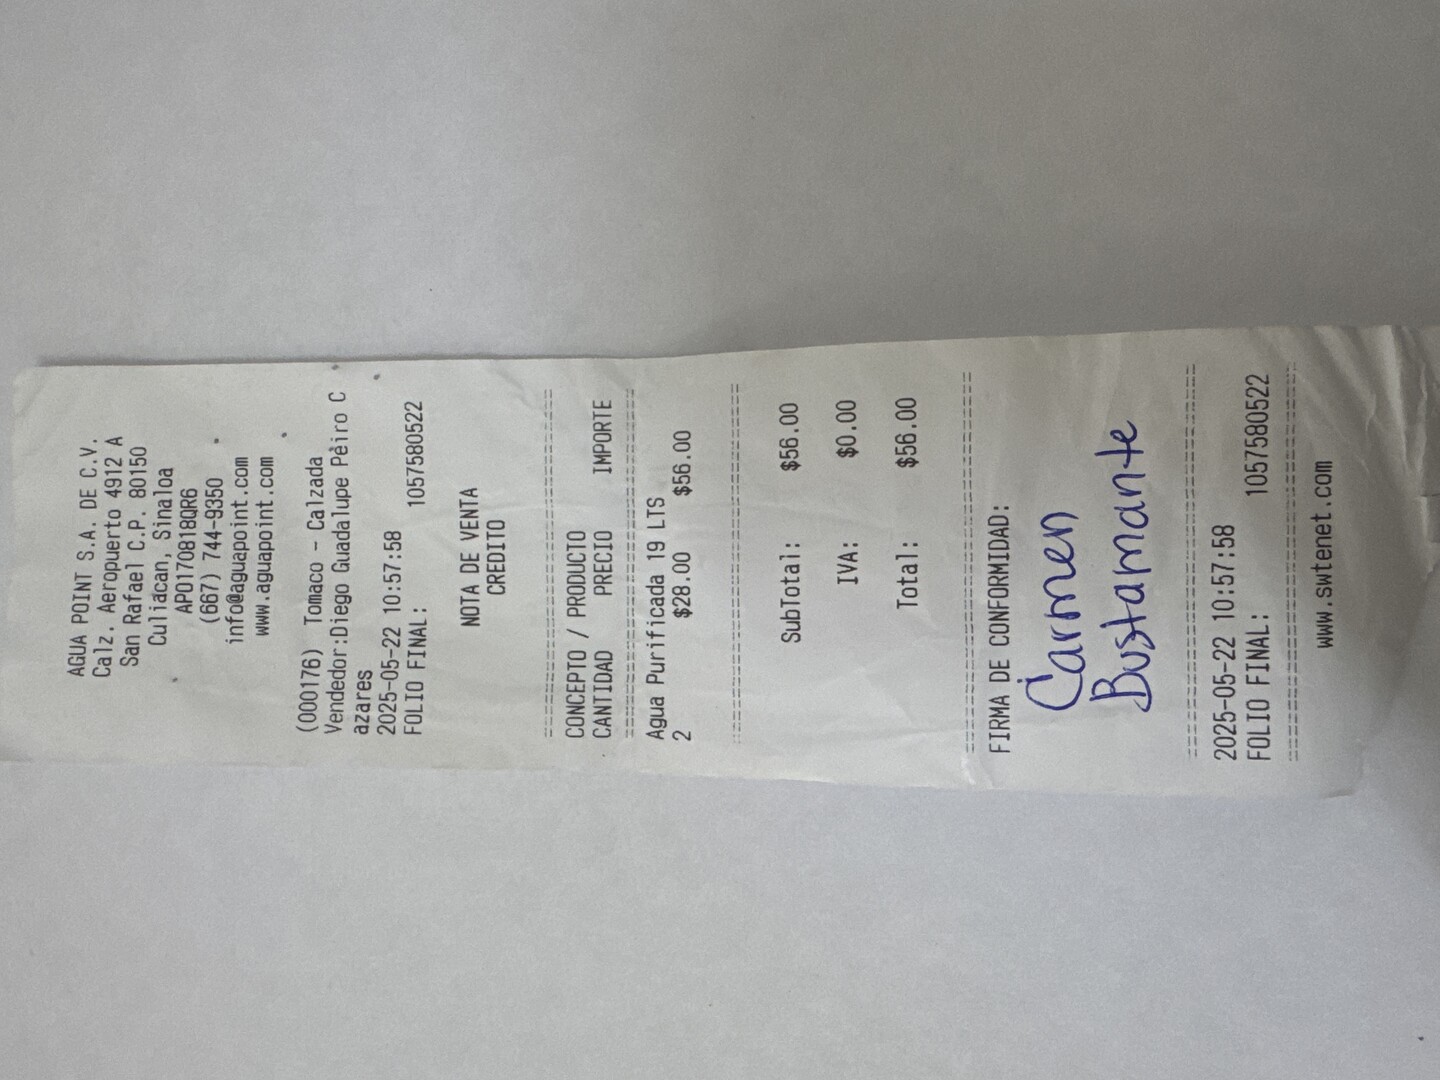 AGUA POINT S.A. DE C.V.
Calz. Aeropuerto 4912 A
San Rafael C.P. 80150
Culiacan, Sinaloa
APO170818QR6
(667) 744-9350
info@aguapoint.com
www.aguapoint.com
(000176) Tomaco - Calzada
Vendedor:Diego Guadalupe Pèiro C
azares
2025-05-22 10:57:58
FOLIO FINAL: 1057580522
NOTA DE VENTA
CREDITO
CONCEPTO / PRODUCTO
CANTIDAD PRECIO IMPORTE
Agua Purificada 19 LTS
2 $28.00 $56.00
SubTotal: $56.00
IVA: $0.00
Total: $56.00
FIRMA DE CONFORMIDAD:
Carmen
Bustamante
2025-05-22 10:57:58
FOLIO FINAL: 1057580522
www.swtenet.com